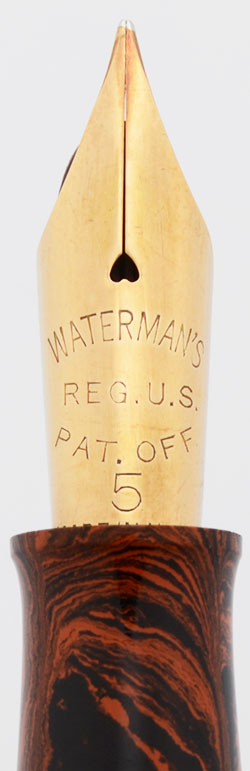 WATERMAN'S
REG. U.S.
PAT. OFF.
5